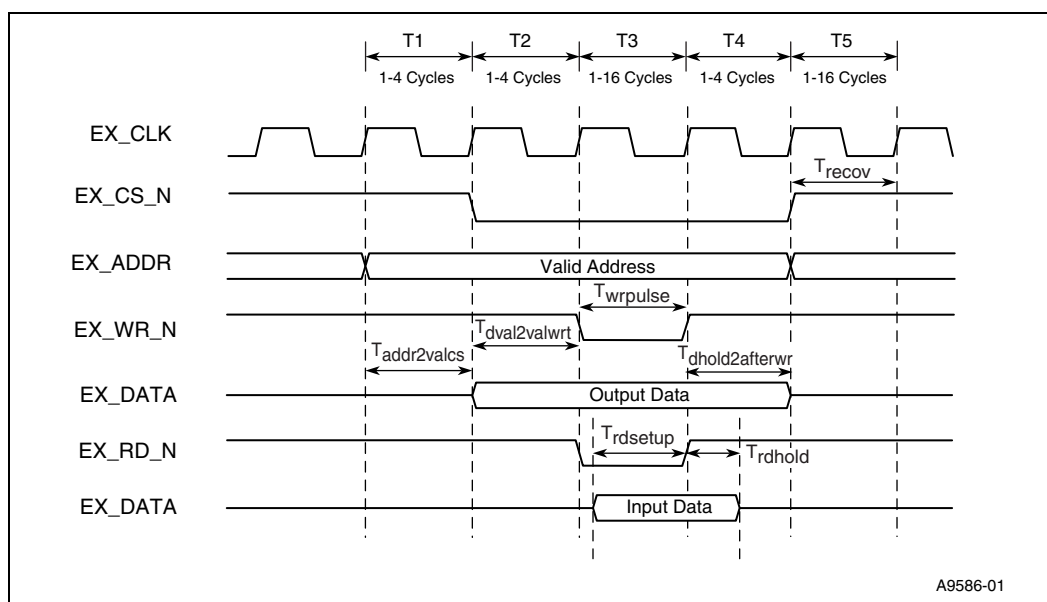 T1 T2 T3 T4 T5
1-4 Cycles 1-4 Cycles 1-16 Cycles 1-4 Cycles 1-16 Cycles
EX_CLK
Trecov
EX_CS_N
EX_ADDR Valid Address
Twrpulse
EX_WR_N
Tdval2valwrt
Taddr2valcs Tdhold2afterwr
EX_DATA Output Data
EX_RD_N Trdsetup Trdhold
EX_DATA Input Data
A9586-01